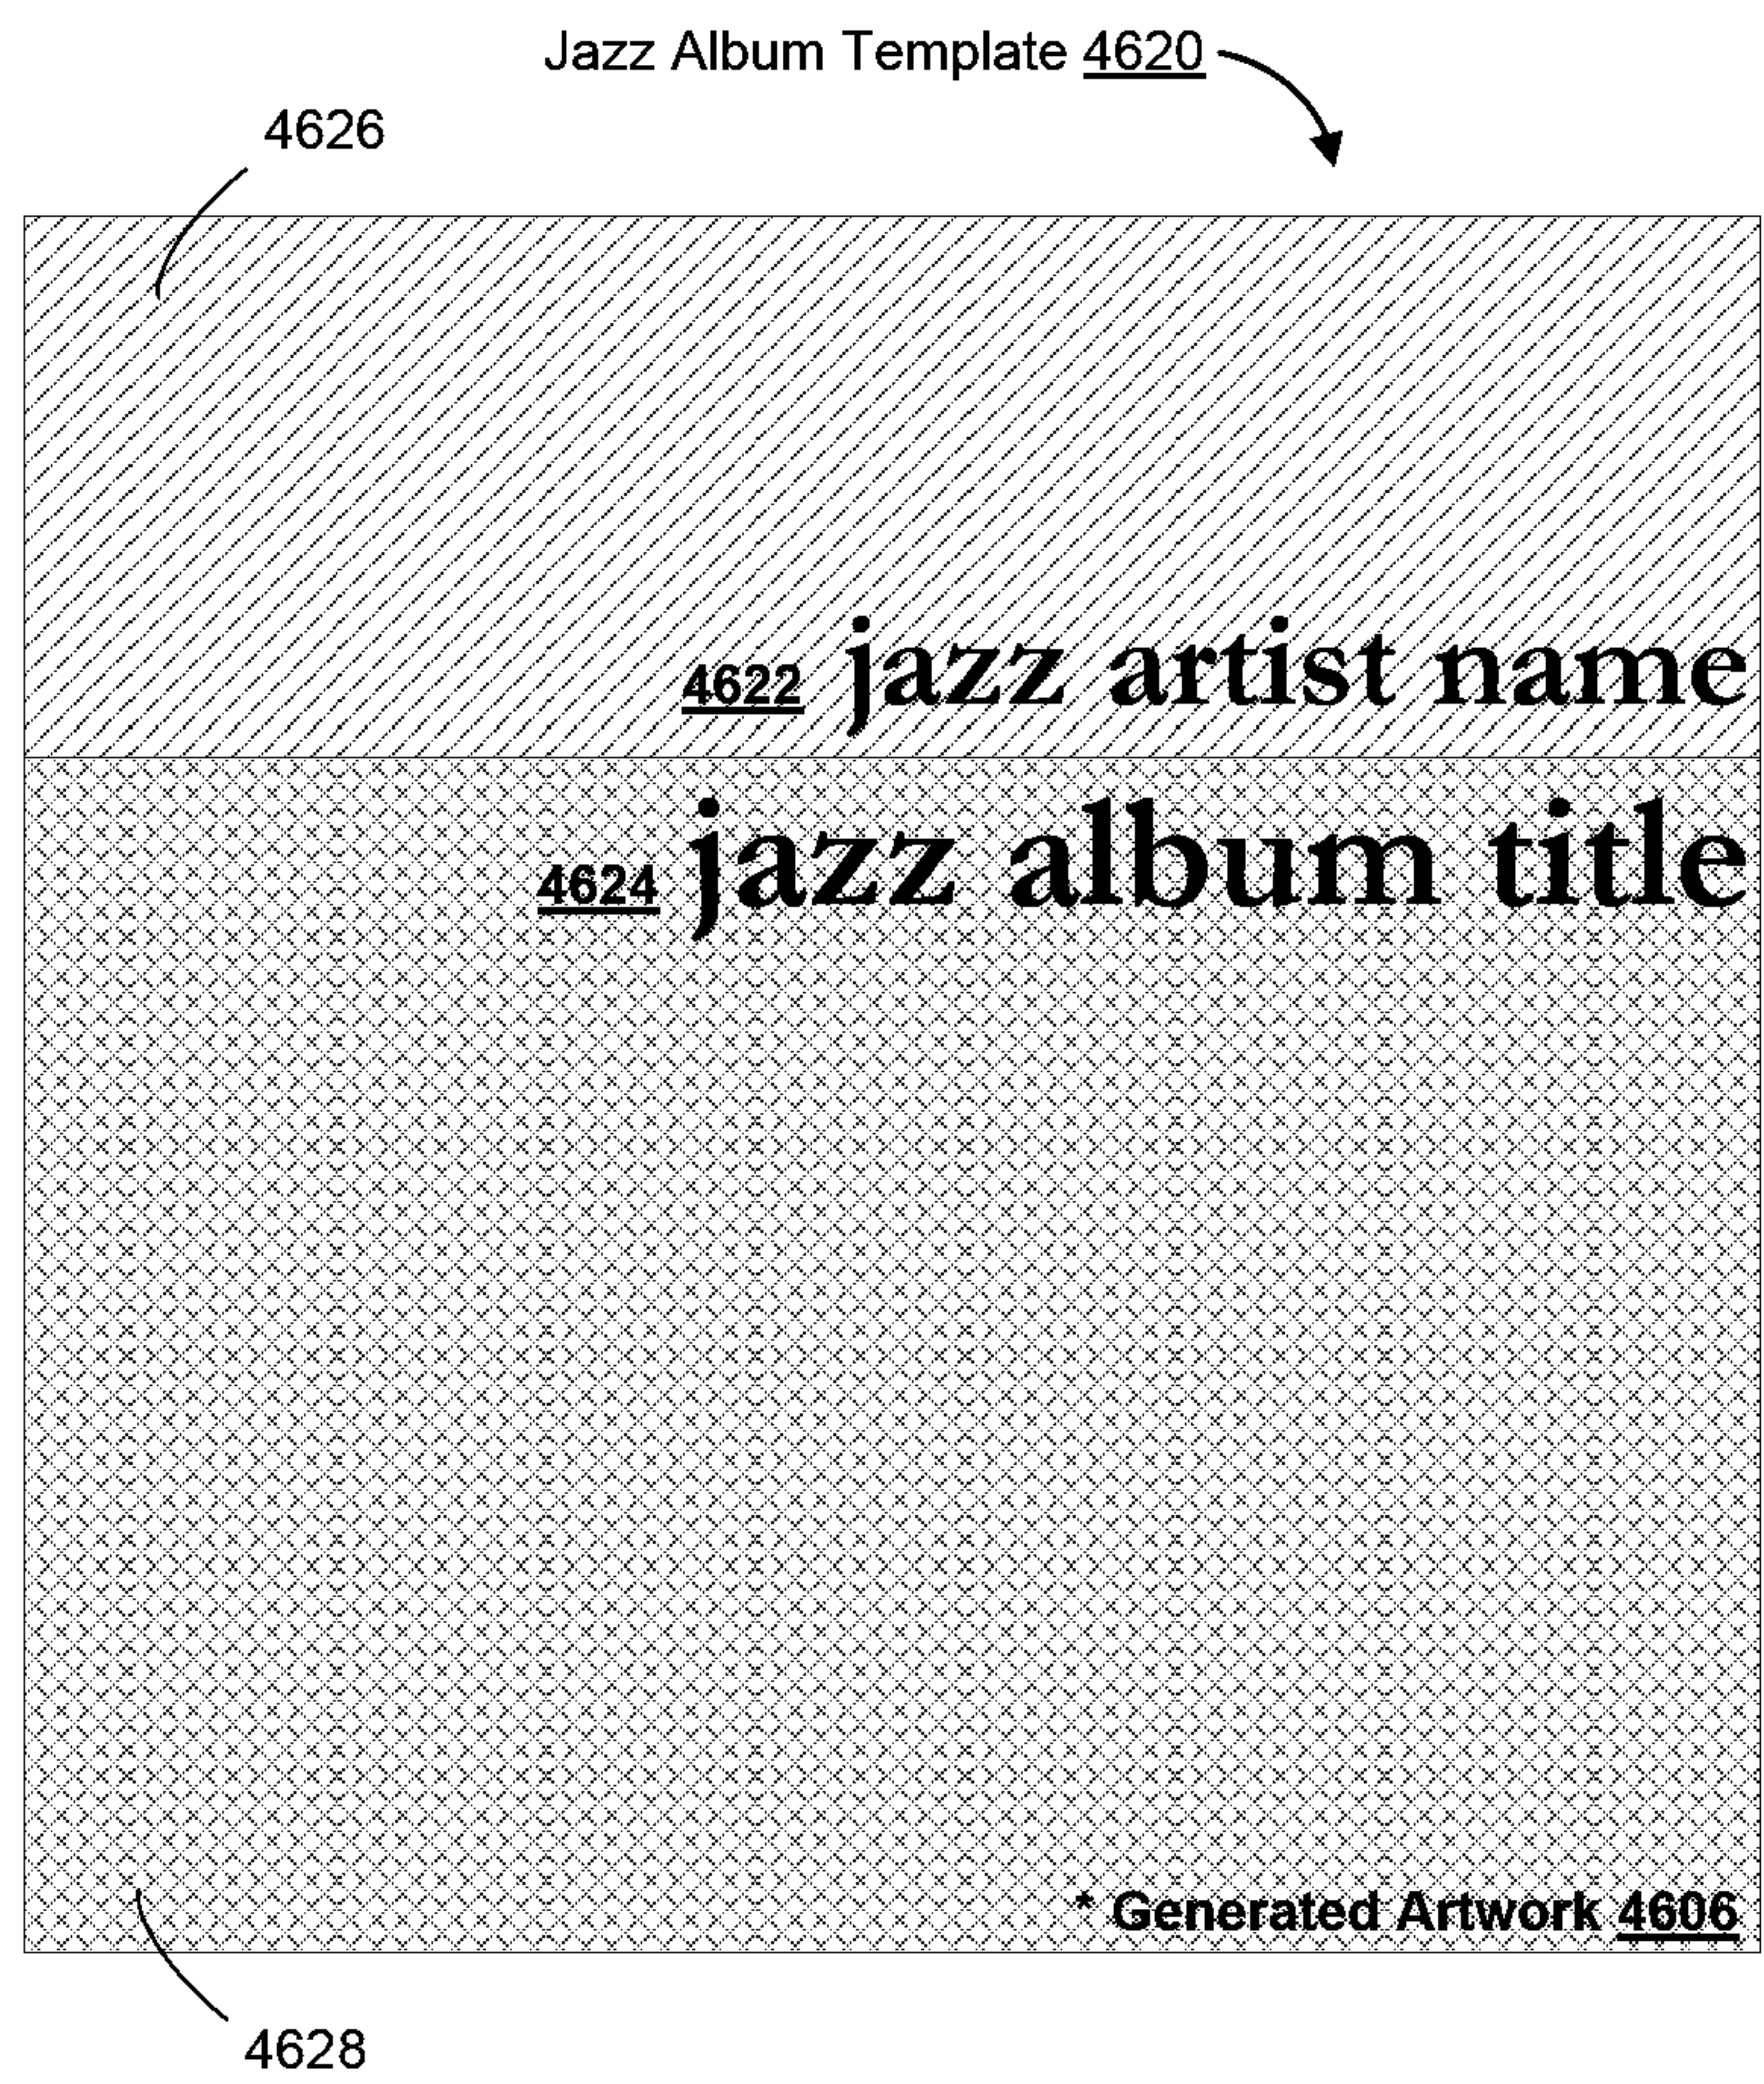 Jazz Album Template 4620
4626
4622 jazz artist name
4624 jazz album title
* Generated Artwork 4606
4628